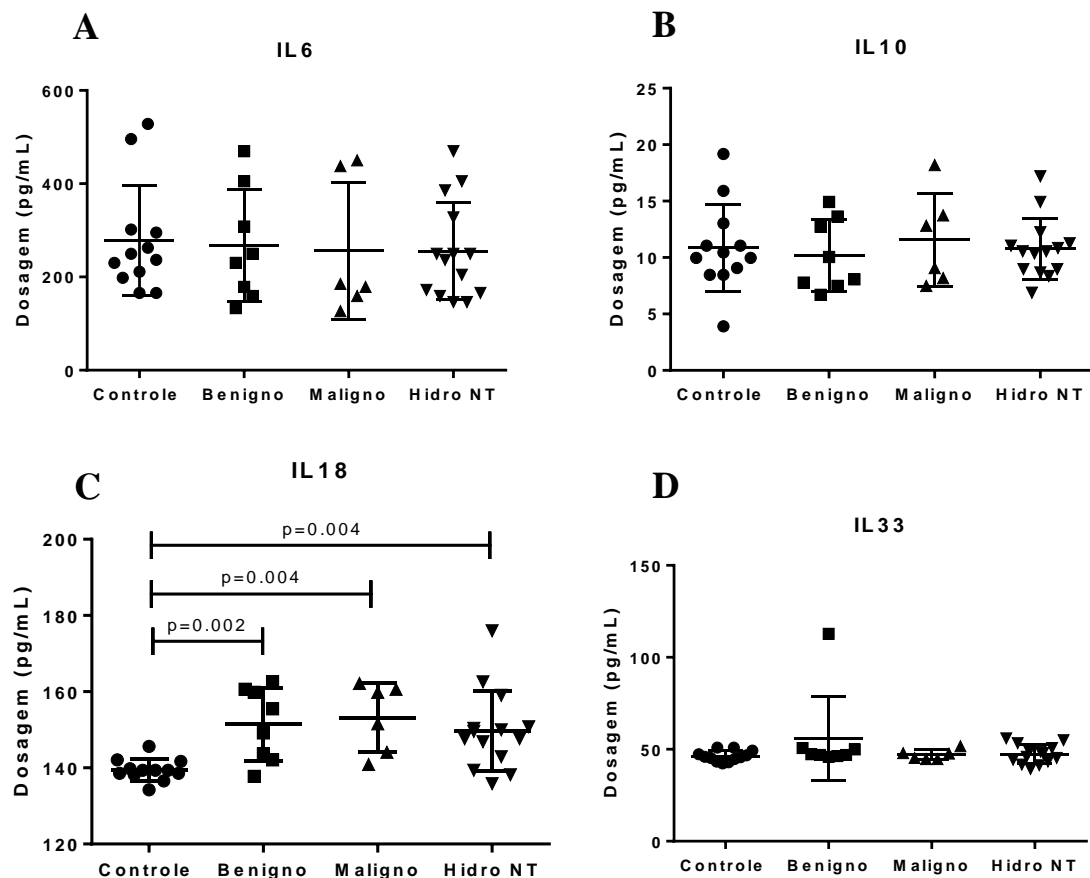 A
IL6
Dosagem (pg/mL)
600
400
200
0
Controle Benigno Maligno Hidro NT
B
IL10
Dosagem (pg/mL)
25
20
15
10
5
0
Controle Benigno Maligno Hidro NT
C
IL18
Dosagem (pg/mL)
200
180
160
140
120
p=0.004
p=0.004
p=0.002
Controle Benigno Maligno Hidro NT
D
IL33
Dosagem (pg/mL)
150
100
50
0
Controle Benigno Maligno Hidro NT